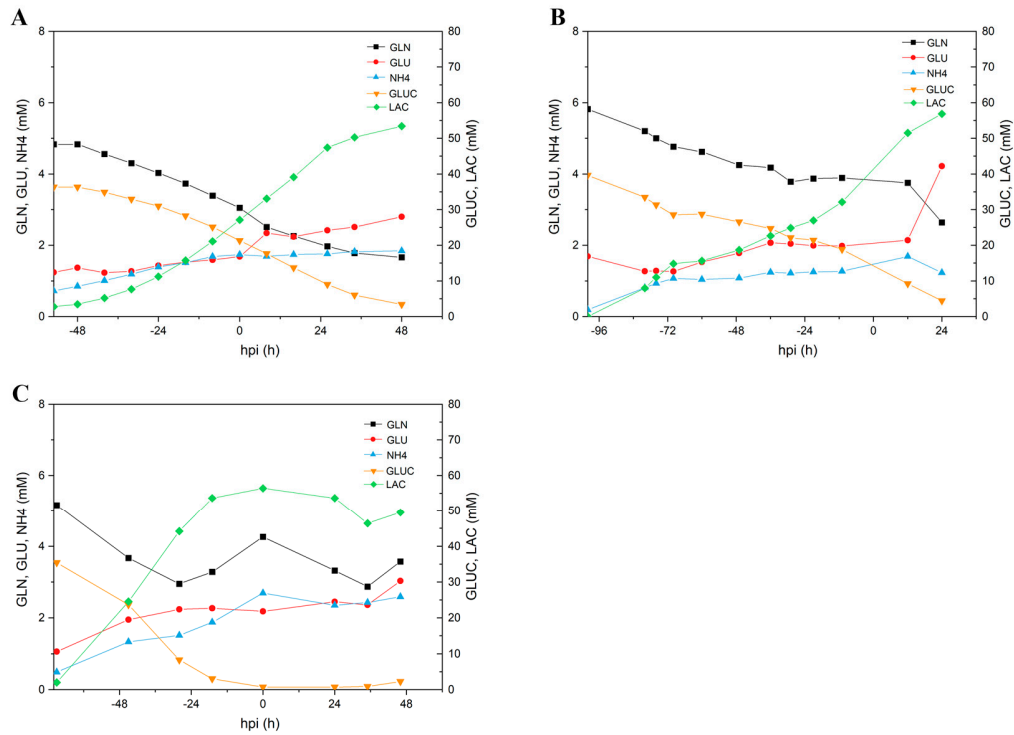 A
8
6
4
2
0
GLN, GLU, NH4 (mM)
80
70
60
50
40
30
20
10
0
GLUC, LAC (mM)
-48
-24
0
24
48
hpi (h)
GLN
GLU
NH4
GLUC
LAC
B
8
6
4
2
0
GLN, GLU, NH4 (mM)
80
70
60
50
40
30
20
10
0
GLUC, LAC (mM)
-96
-72
-48
-24
0
24
hpi (h)
GLN
GLU
NH4
GLUC
LAC
C
8
6
4
2
0
GLN, GLU, NH4 (mM)
80
70
60
50
40
30
20
10
0
GLUC, LAC (mM)
-48
-24
0
24
48
hpi (h)
GLN
GLU
NH4
GLUC
LAC